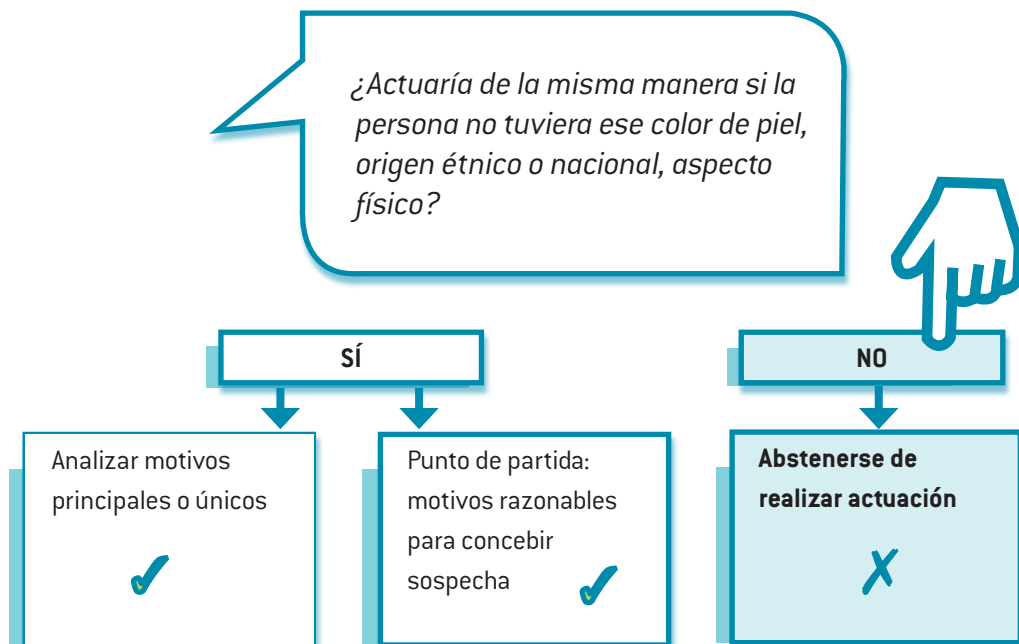 ¿Actuaría de la misma manera si la
persona no tuviera ese color de piel,
origen étnico o nacional, aspecto
físico?
SÍ
NO
Analizar motivos
principales o únicos
Punto de partida:
motivos razonables
para concebir
sospecha
Abstenerse de
realizar actuación